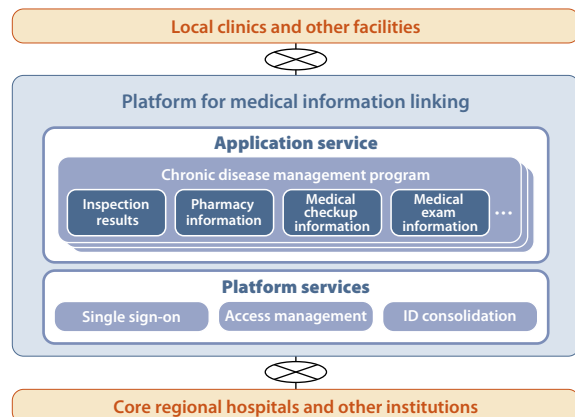 Local clinics and other facilities
Platform for medical information linking
Application service
Chronic disease management program
Inspection
results
Pharmacy
information
Medical
checkup
information
Medical
exam
information
...
Platform services
Single sign-on
Access management
ID consolidation
Core regional hospitals and other institutions